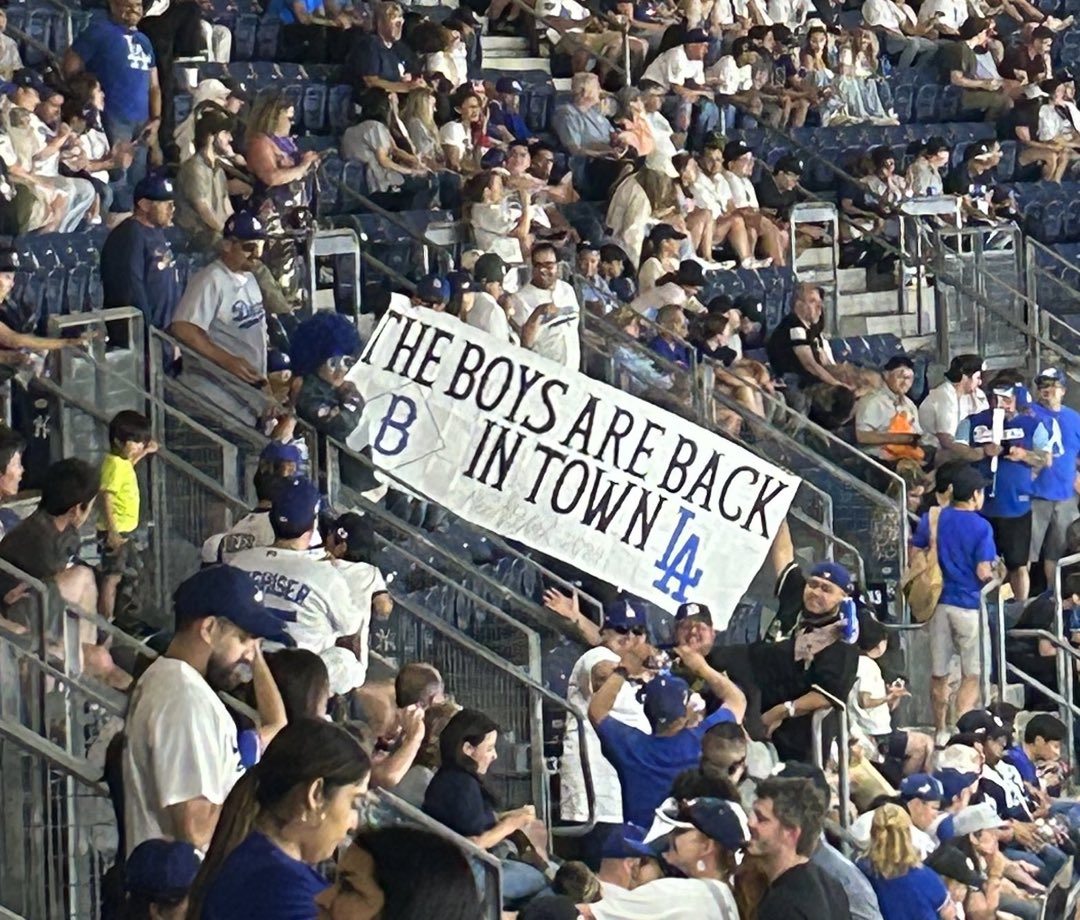 THE BOYS ARE BACK
B
IN TOWN LA